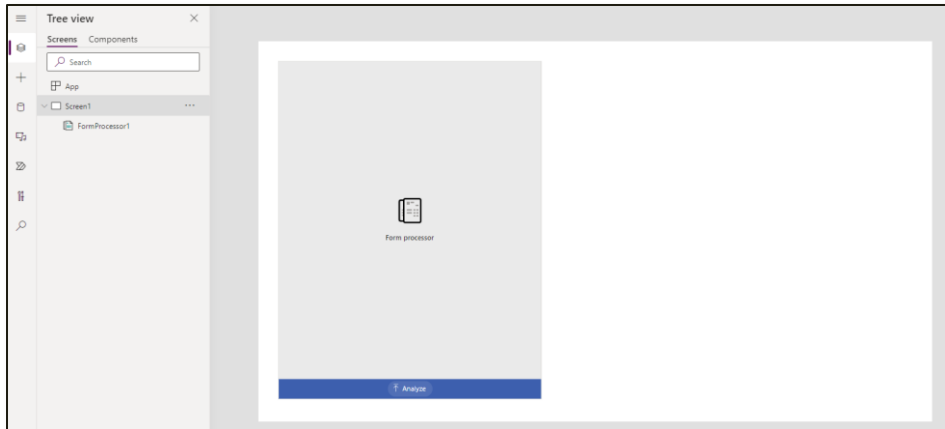 Tree view
Screens Components
Search
App
Screen1
FormProcessor1
Form processor
Analyze